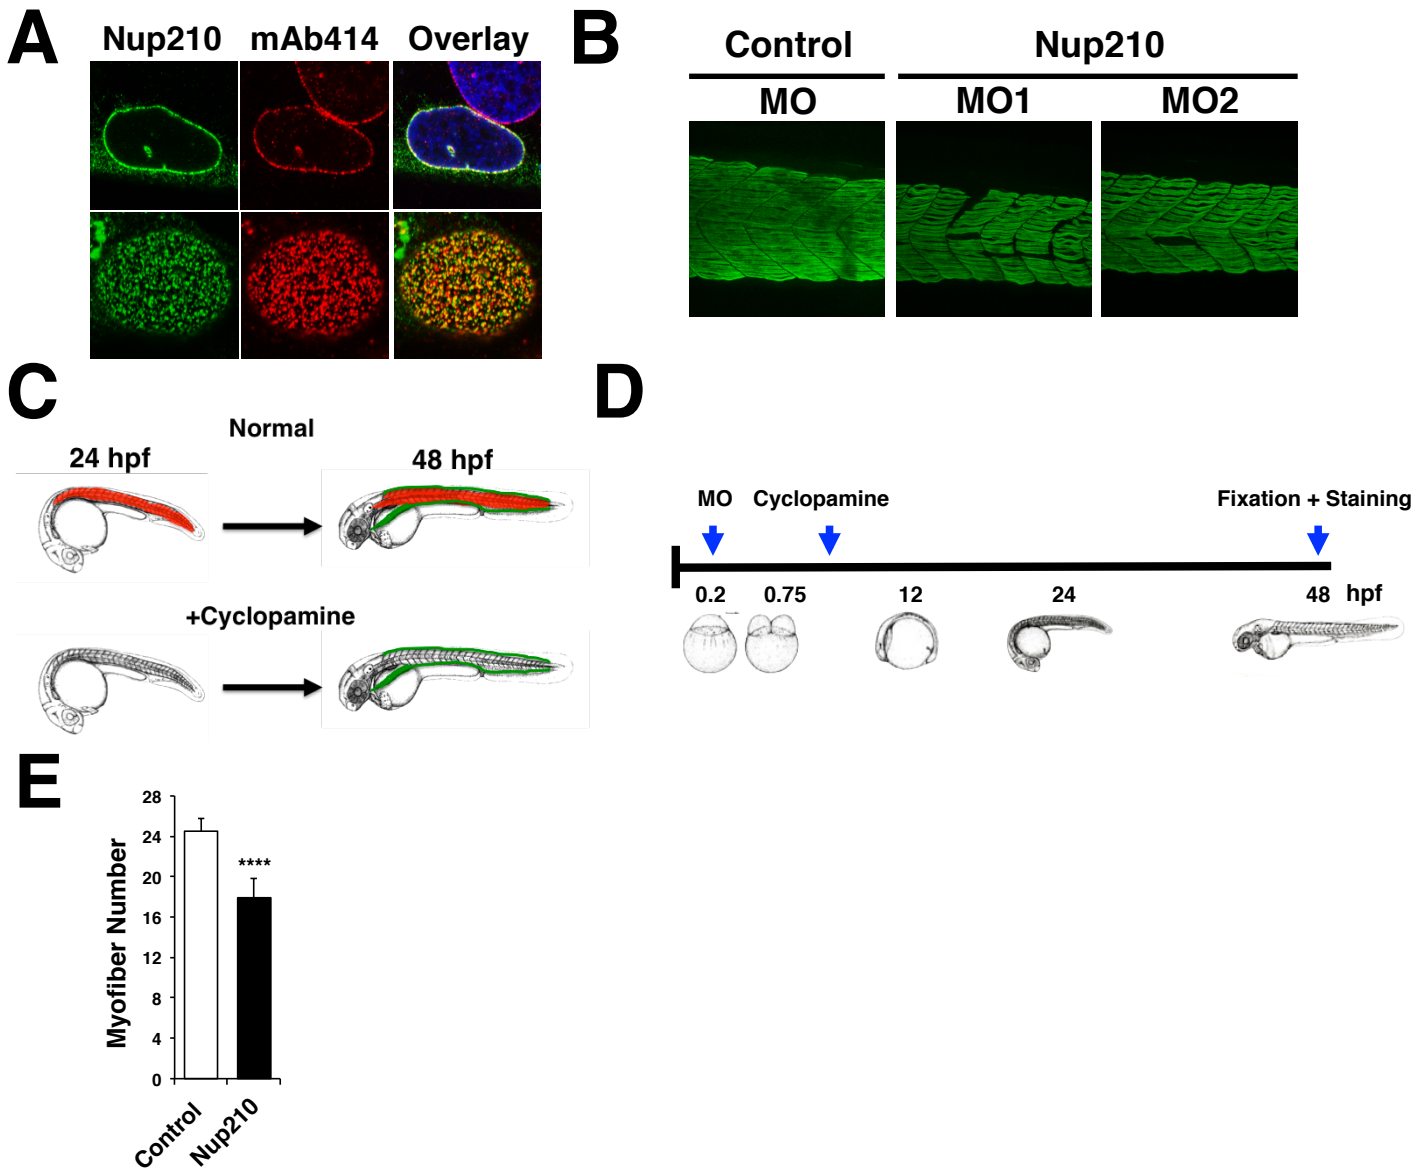 A
Nup210 mAb414 Overlay
B
Control Nup210
MO MO1 MO2
C
Normal
24 hpf 48 hpf
+Cyclopamine
D
MO Cyclopamine Fixation + Staining
0.2 0.75 12 24 48 hpf
E
Myofiber Number
28
24
20
16
12
8
4
0
****
Control Nup210